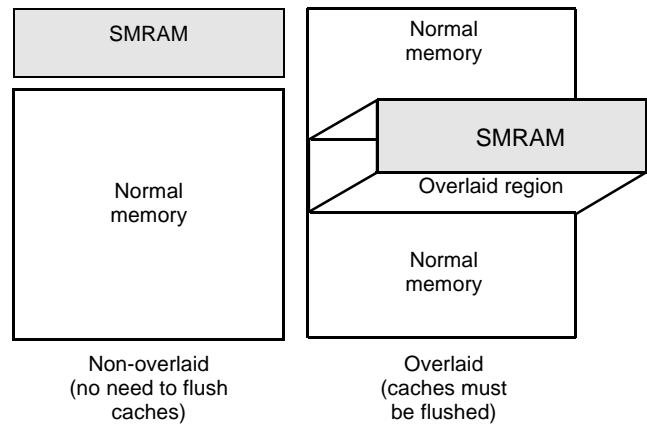 SMRAM
Normal
memory
Non-overlaid
(no need to flush
caches)
Normal
memory
SMRAM
Overlaid region
Normal
memory
Overlaid
(caches must
be flushed)